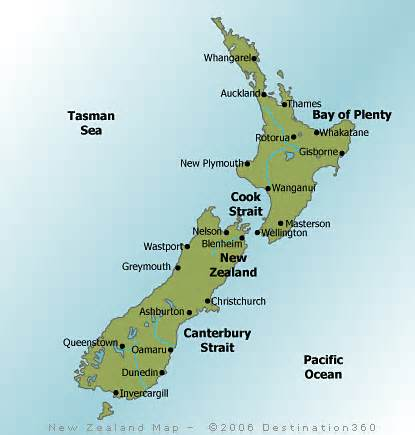 Whangarei
Auckland
Thames
Tasman
Sea
Bay of Plenty
Whakatane
Rotorua
Gisborne
New Plymouth
Wanganui
Cook
Strait
Masterson
Nelson
Wellington
Blenheim
Wastport
New
Zealand
Greymouth
Christchurch
Ashburton
Canterbury
Strait
Queenstown
Oamaru
Pacific
Ocean
Dunedin
Invercargill
New Zealand Map - ©2006 Destination360